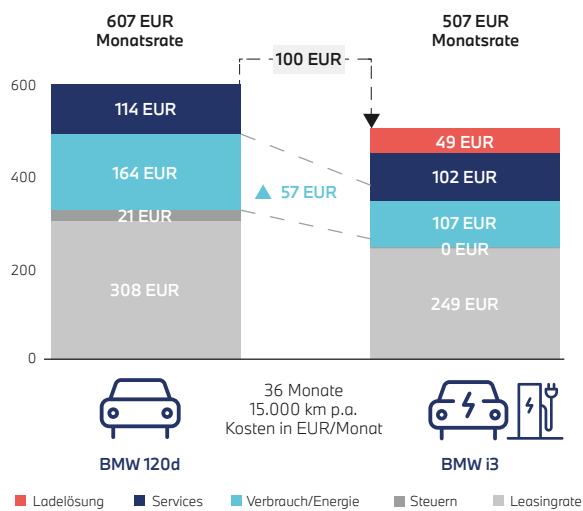 607 EUR
Monatsrate
507 EUR
Monatsrate
100 EUR
600
400
200
0
114 EUR
164 EUR
21 EUR
308 EUR
57 EUR
49 EUR
102 EUR
107 EUR
0 EUR
249 EUR
36 Monate
15.000 km p.a.
Kosten in EUR/Monat
BMW 120d
BMW i3
Ladelösung
Services
Verbrauch/Energie
Steuern
Leasingrate